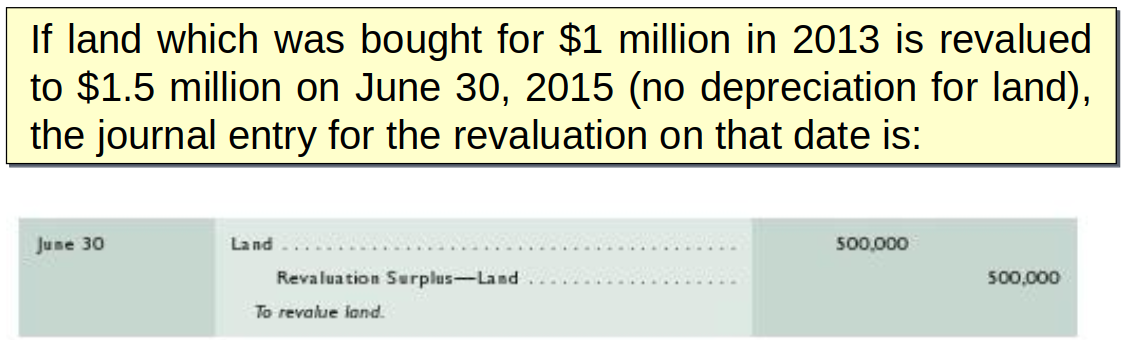 If land which was bought for $1 million in 2013 is revalued
to $1.5 million on June 30, 2015 (no depreciation for land),
the journal entry for the revaluation on that date is:
June 30 Land ........................................ 500,000
Revaluation Surplus—Land ................... 500,000
To revalue land.